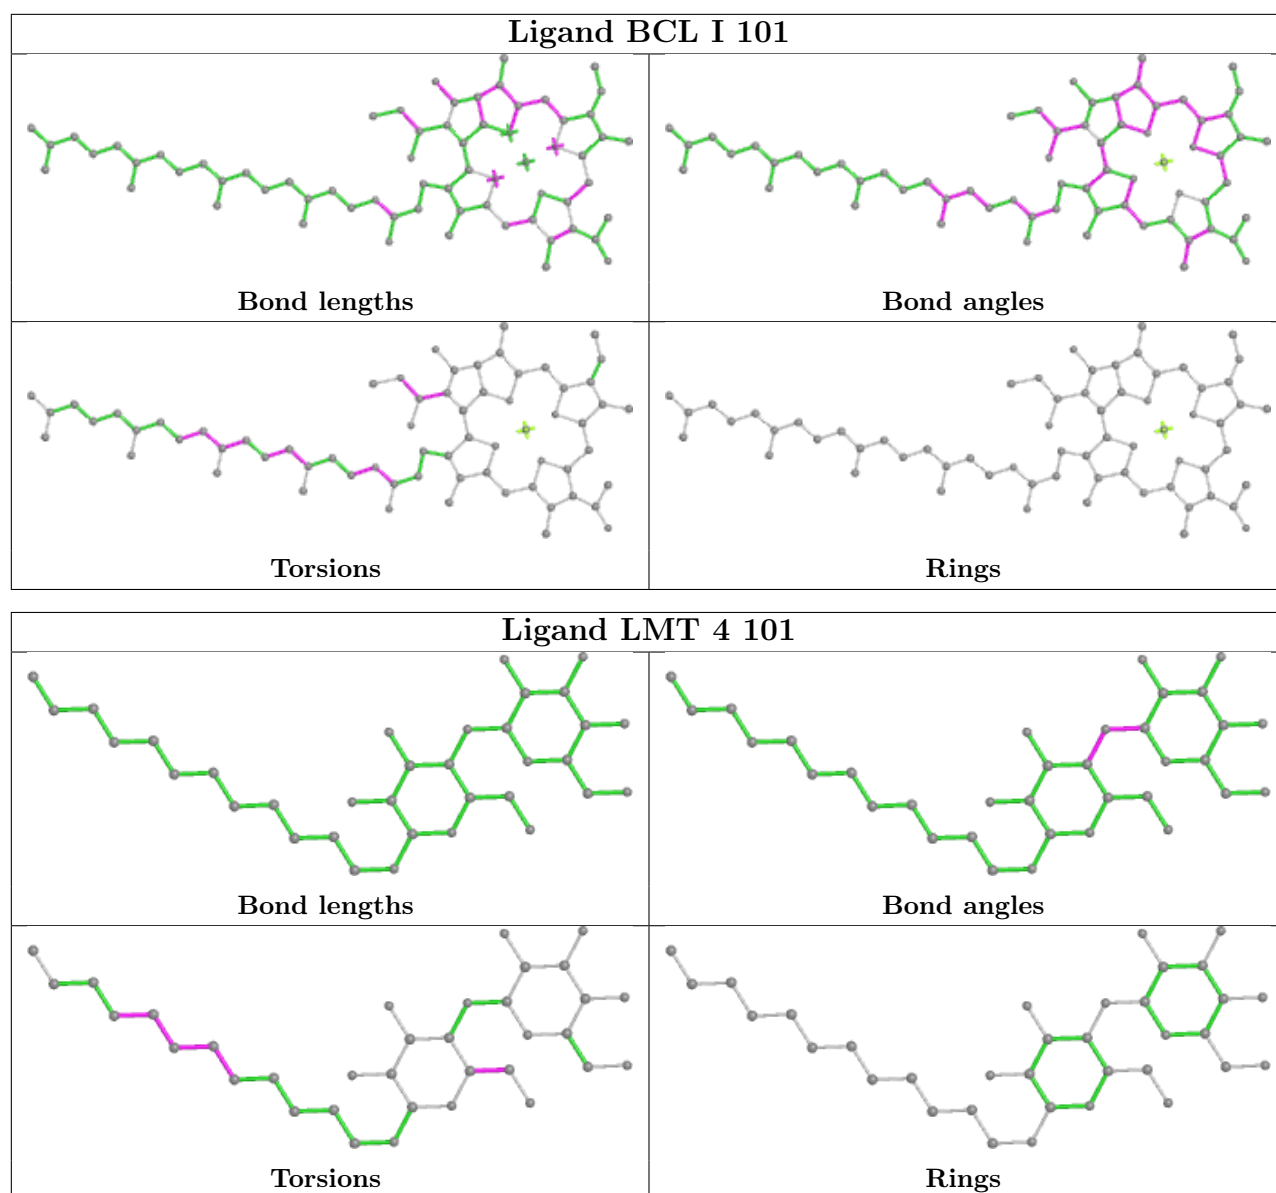 Ligand BCL I 101
Bond lengths
Bond angles
Torsions
Rings
Ligand LMT 4 101
Bond lengths
Bond angles
Torsions
Rings